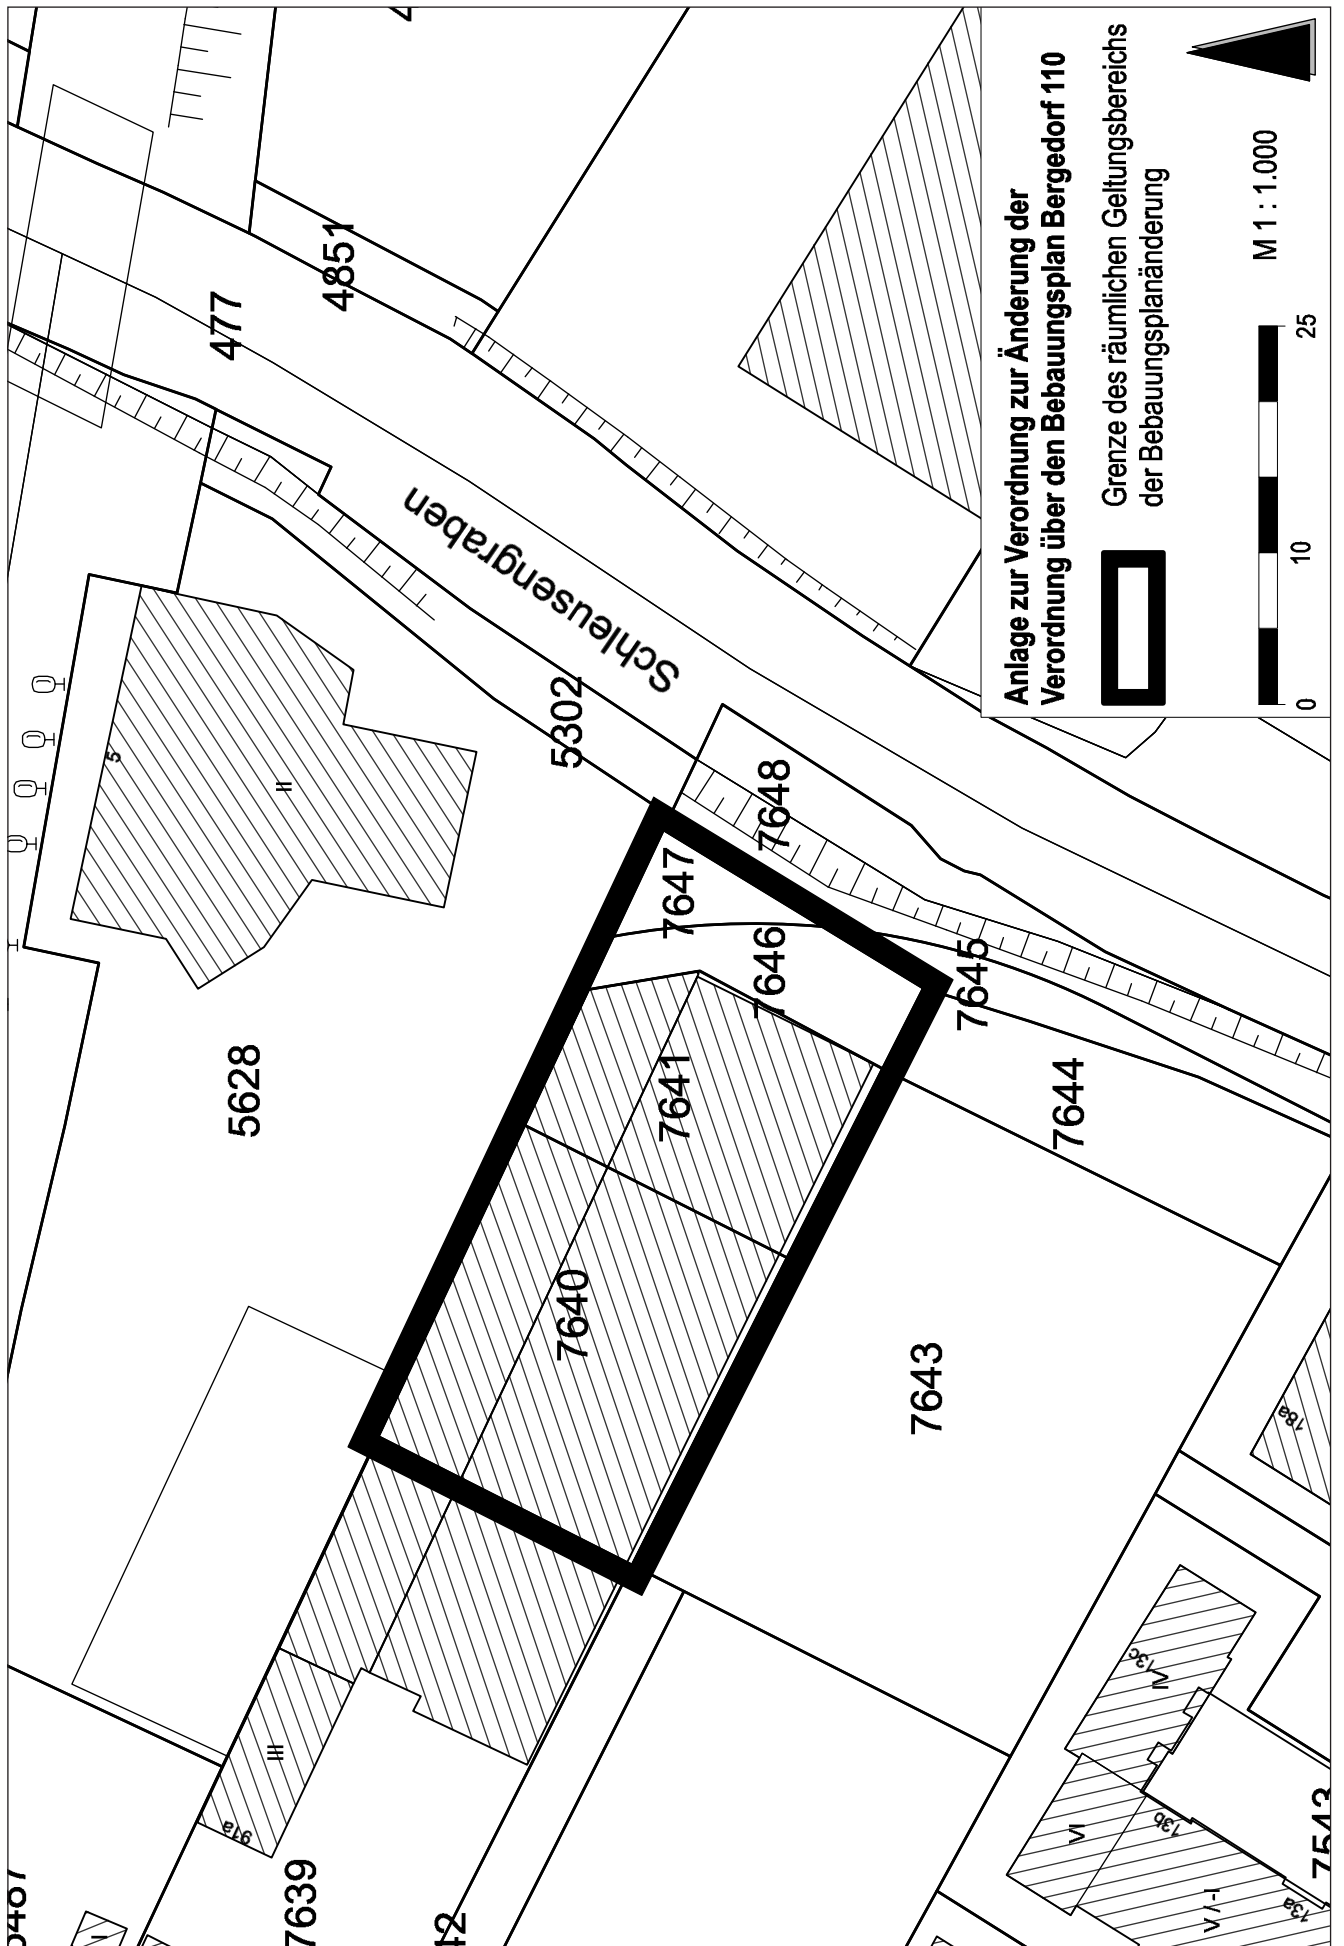 Anlage zur Verordnung zur Änderung der
Verordnung über den Bebauungsplan Bergedorf 110
Grenze des räumlichen Geltungsbereichs
der Bebauungsplanänderung
M 1 : 1.000
0
10
25
477
4851
Schleusengraben
5302
7648
7647
7646
7645
7644
7641
7640
7643
5628
5
II
III
91a
7639
42
18a
13c
VI
13b
V / -I
13a